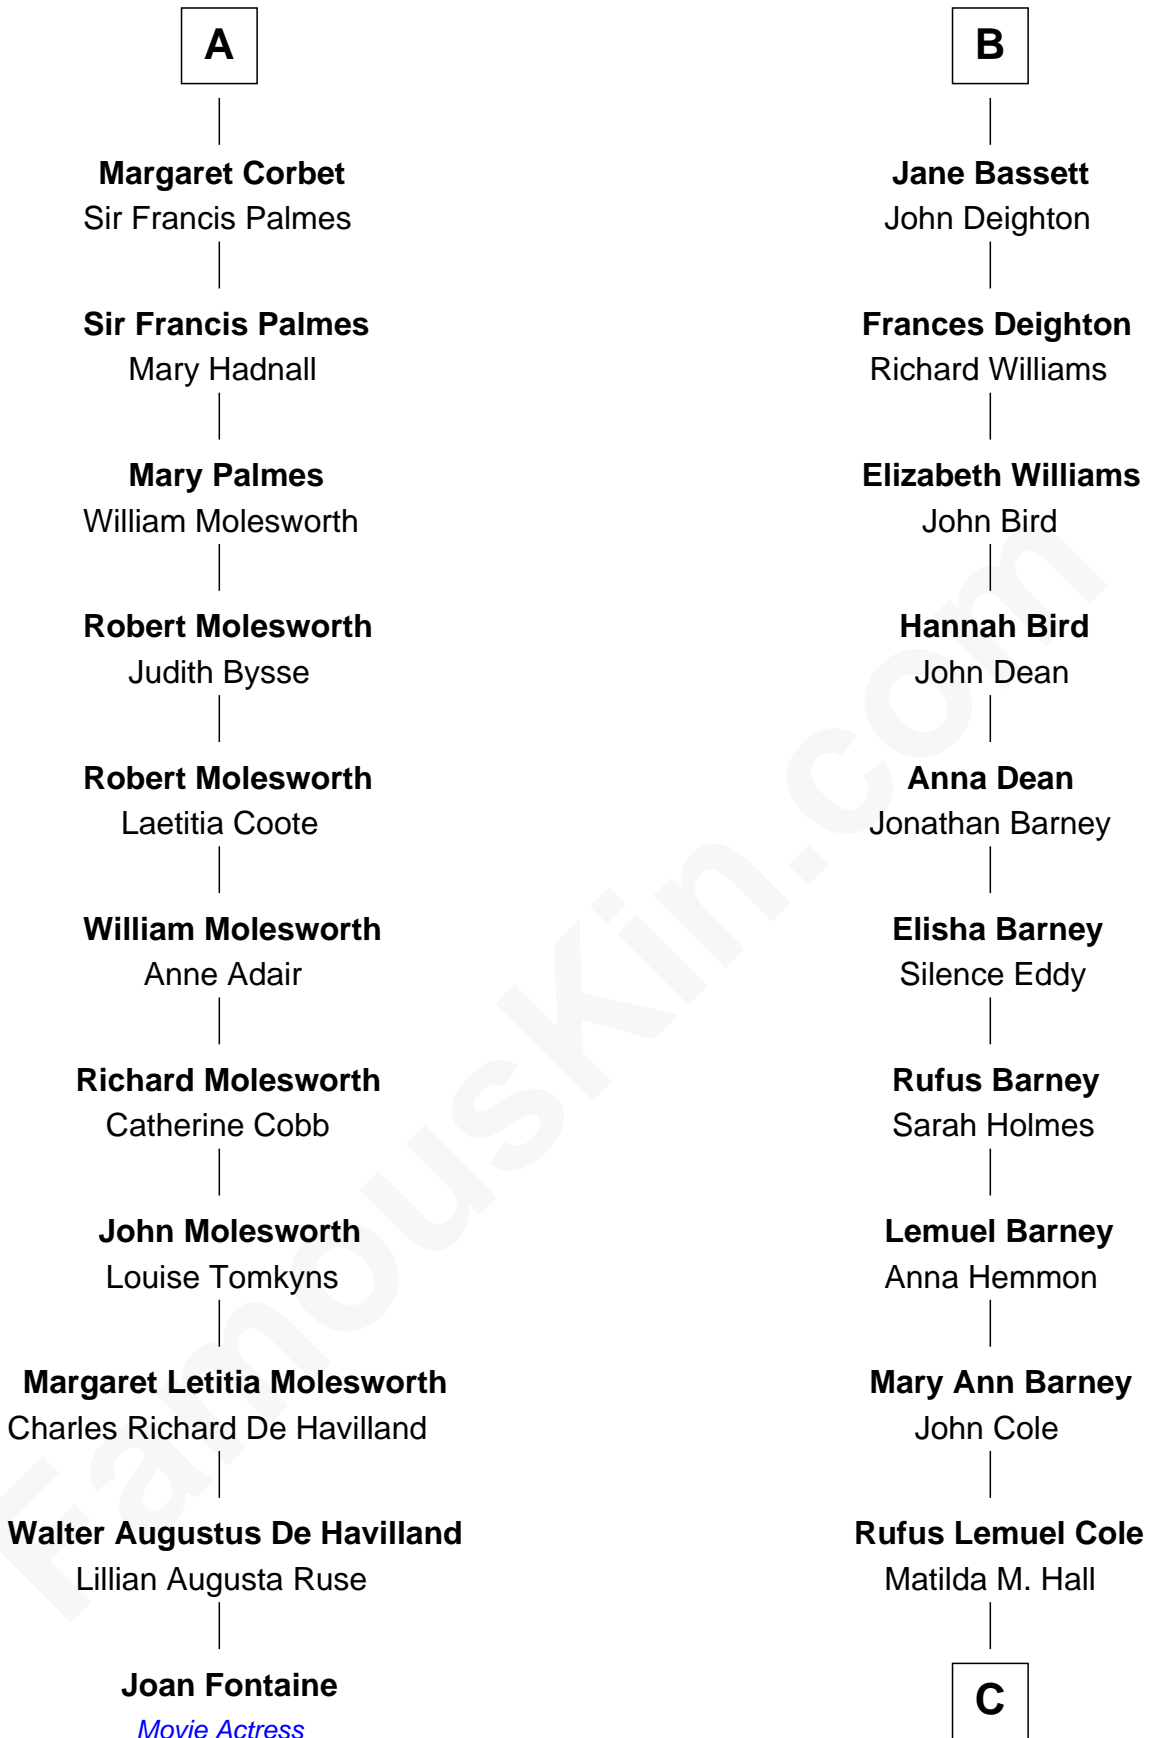 A
Margaret Corbet
Sir Francis Palmes
Sir Francis Palmes
Mary Hadnall
Mary Palmes
William Molesworth
Robert Molesworth
Judith Bysse
Robert Molesworth
Laetitia Coote
William Molesworth
Anne Adair
Richard Molesworth
Catherine Cobb
John Molesworth
Louise Tomkyns
Margaret Letitia Molesworth
Charles Richard De Havilland
Walter Augustus De Havilland
Lillian Augusta Ruse
Joan Fontaine
Movie Actress
B
Jane Bassett
John Deighton
Frances Deighton
Richard Williams
Elizabeth Williams
John Bird
Hannah Bird
John Dean
Anna Dean
Jonathan Barney
Elisha Barney
Silence Eddy
Rufus Barney
Sarah Holmes
Lemuel Barney
Anna Hemmon
Mary Ann Barney
John Cole
Rufus Lemuel Cole
Matilda M. Hall
C
FamousKin.com